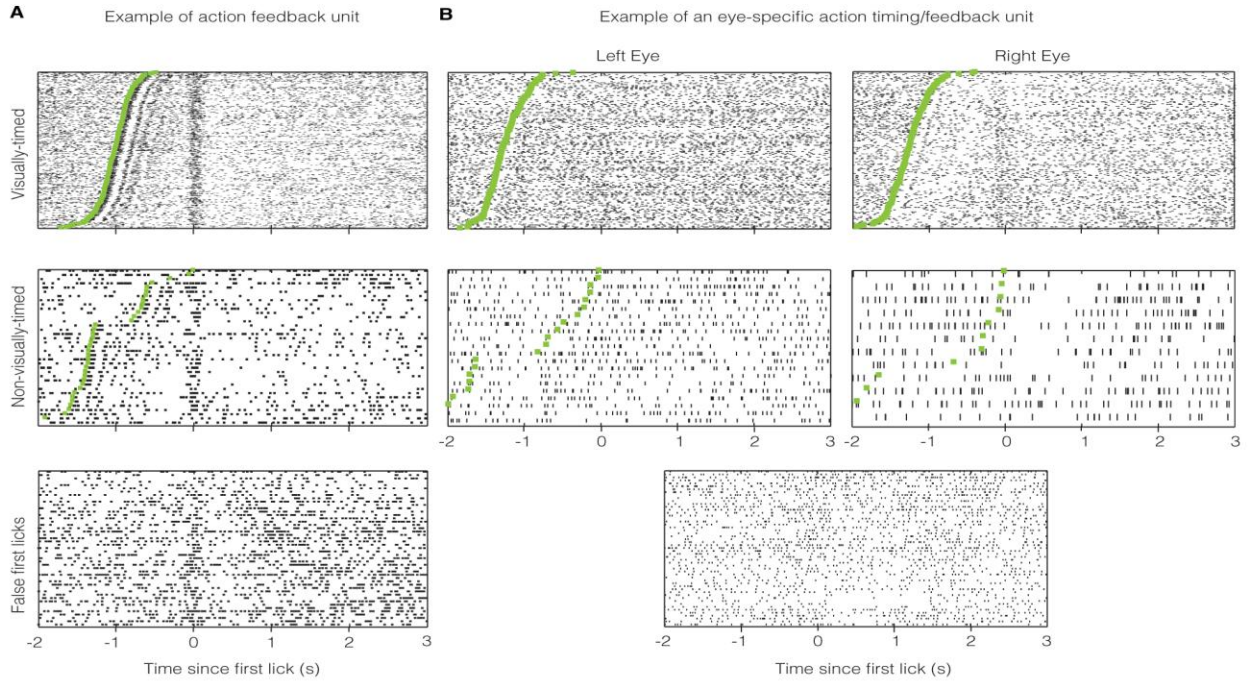 A
Example of action feedback unit
B
Example of an eye-specific action timing/feedback unit
Left Eye
Right Eye
Visually-timed
Non-visually-timed
-2 -1 0 1 2 3
-2 -1 0 1 2 3
False first licks
-2 -1 0 1 2 3
-2 -1 0 1 2 3
Time since first lick (s)
Time since first lick (s)